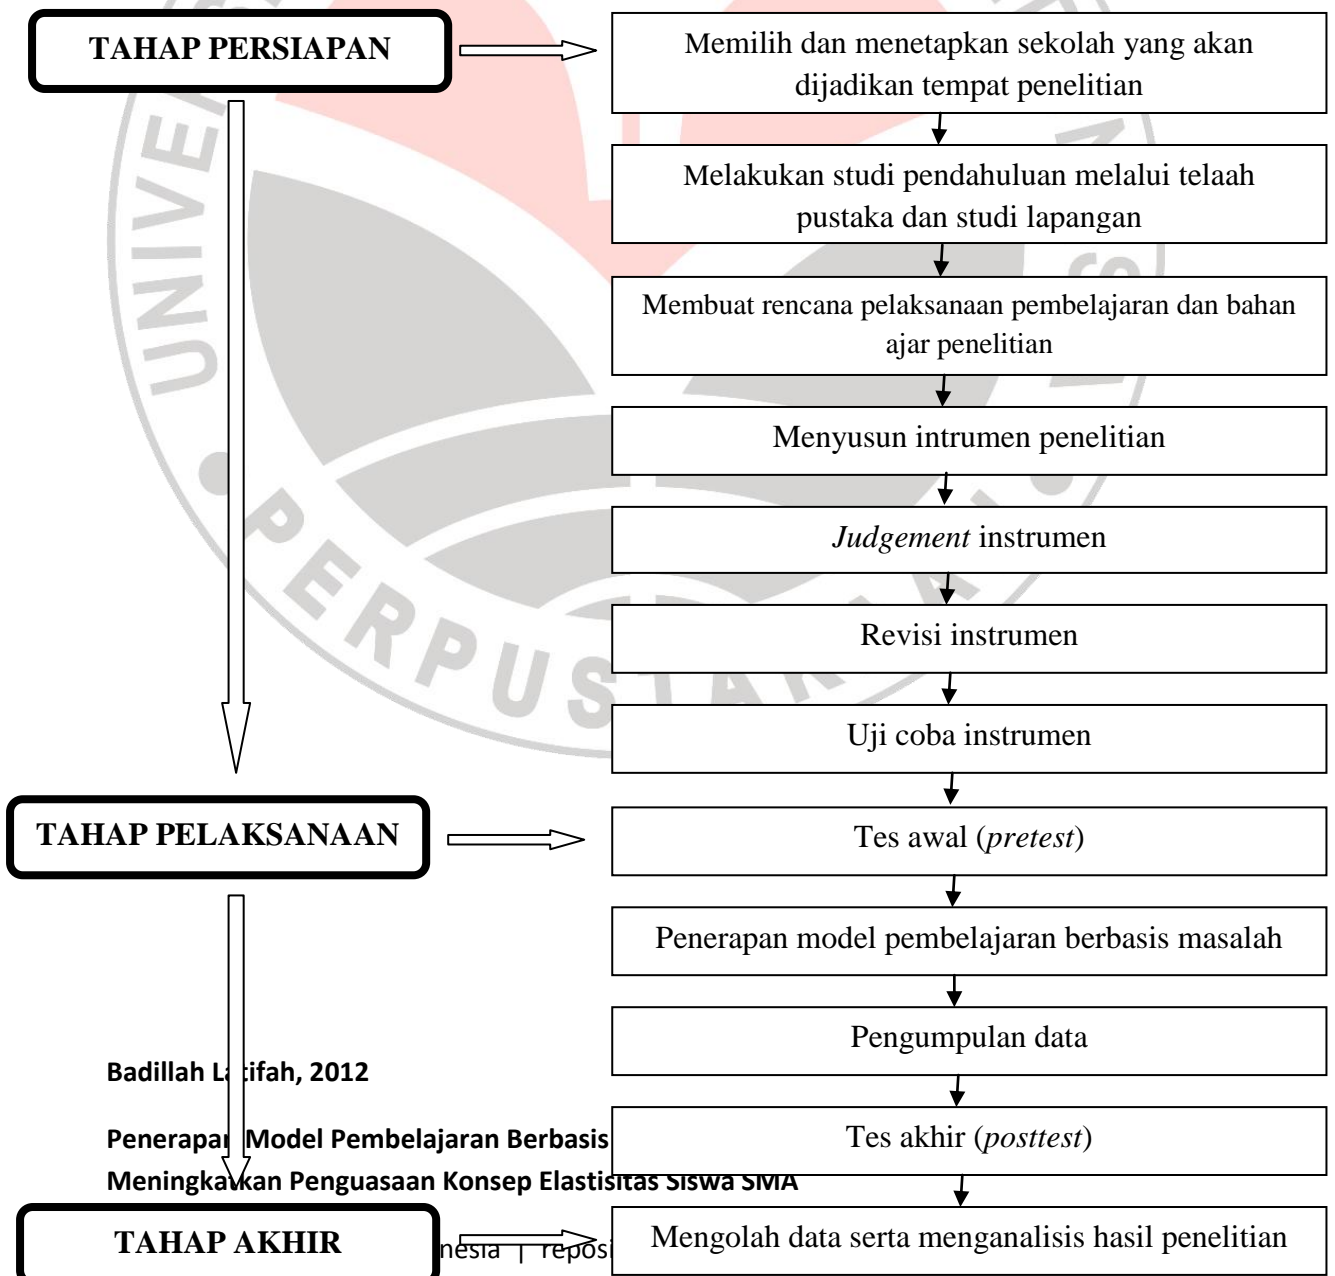 TAHAP PERSIAPAN
Memilih dan menetapkan sekolah yang akan
dijadikan tempat penelitian
Melakukan studi pendahuluan melalui telaah
pustaka dan studi lapangan
Membuat rencana pelaksanaan pembelajaran dan bahan
ajar penelitian
Menyusun intrumen penelitian
Judgement instrumen
Revisi instrumen
Uji coba instrumen
TAHAP PELAKSANAAN
Tes awal (pretest)
Penerapan model pembelajaran berbasis masalah
Pengumpulan data
Tes akhir (posttest)
TAHAP AKHIR
Mengolah data serta menganalisis hasil penelitian
Badillah Latifah, 2012
Penerapan Model Pembelajaran Berbasis
Meningkatkan Penguasaan Konsep Elastisitas Siswa SMA
PERPUSTAKAAN